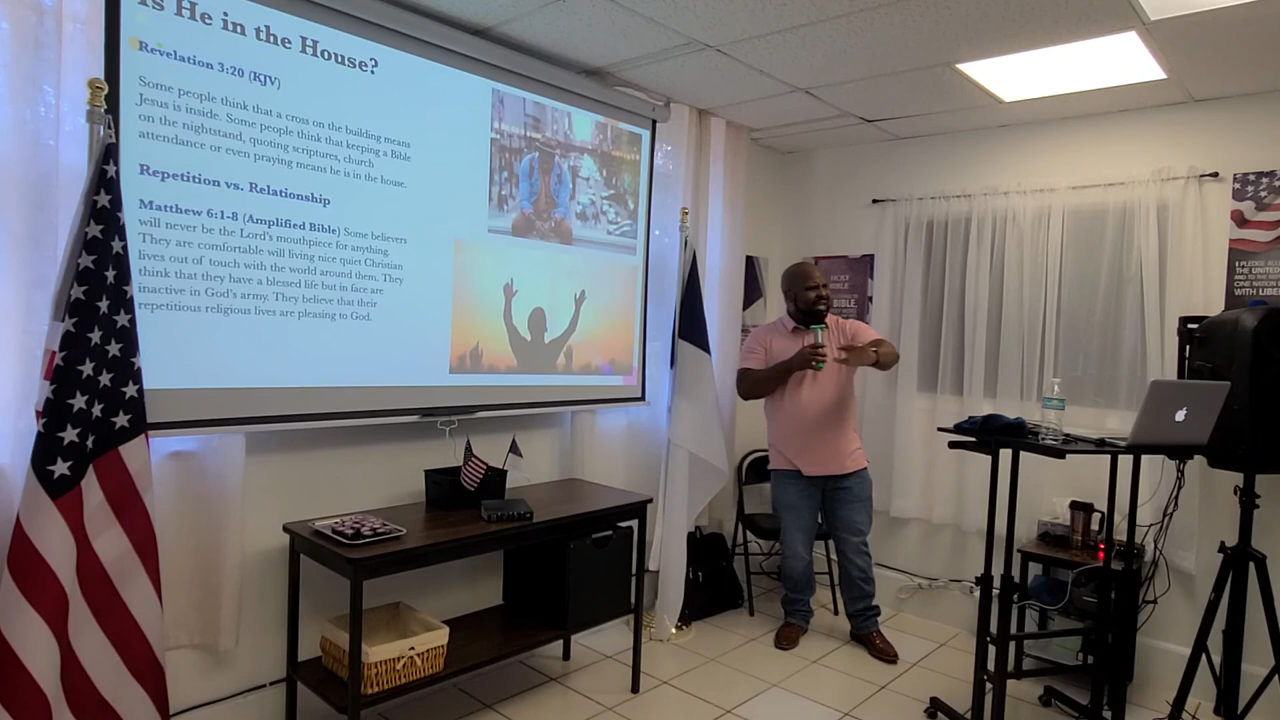 Is He in the House?
Revelation 3:20 (KJV)
Some people think that a cross on the building means
Jesus is inside. Some people think that keeping a Bible
on the nightstand, quoting scriptures, church
attendance or even praying means he is in the house.
Repetition vs. Relationship
Matthew 6:1-8 (Amplified Bible) Some believers
will never be the Lord's mouthpiece for anything.
They are comfortable will living nice quiet Christian
lives out of touch with the world around them. They
think that they have a blessed life but in face are
inactive in God's army. They believe that their
repetitious religious lives are pleasing to God.
HOLY
BIBLE
BIBLE,
I PLEDGE
THE UNITED
AND TO THE
ONE NATION
WITH